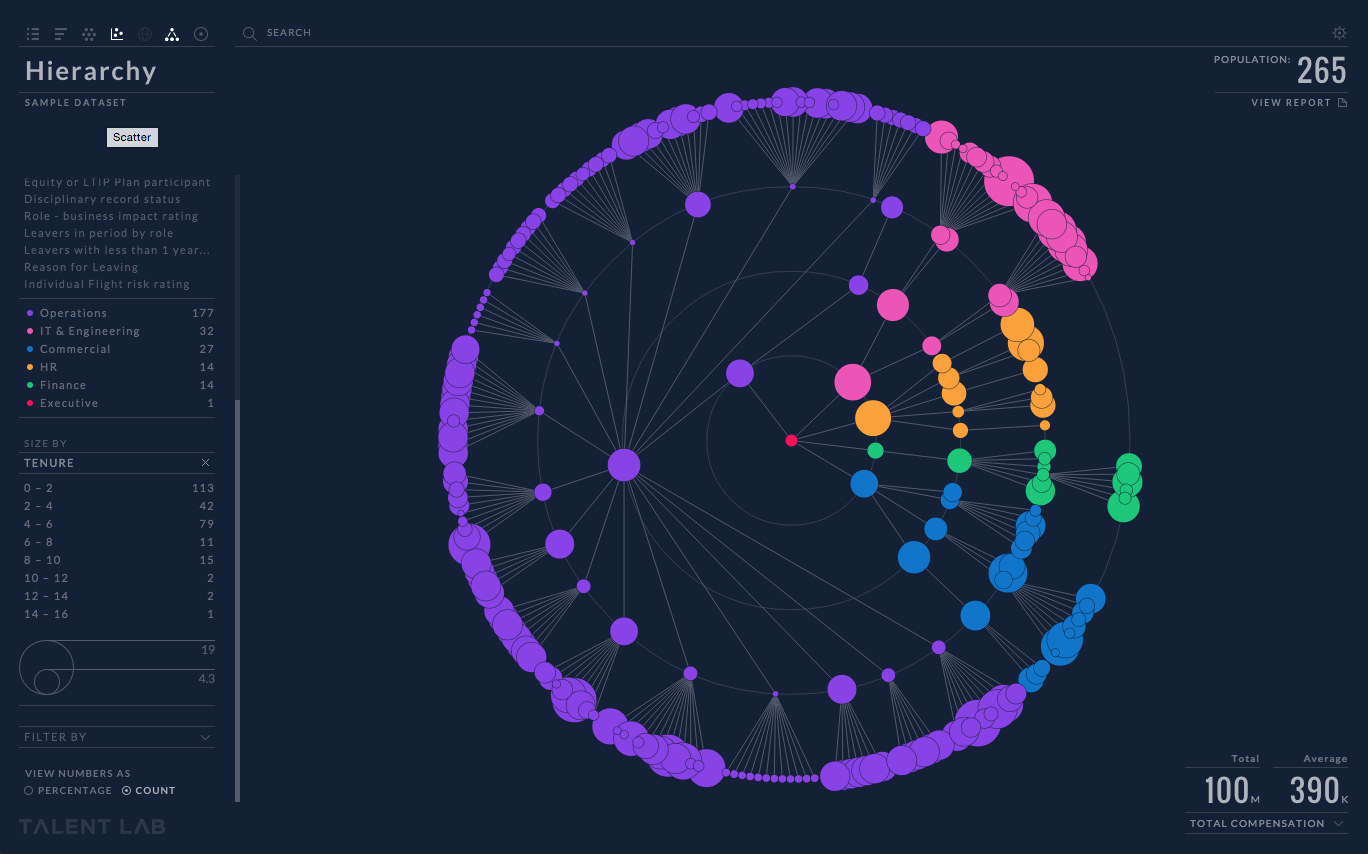 SEARCH
Hierarchy
SAMPLE DATASET
Scatter
POPULATION: 265
VIEW REPORT
Equity or LTIP Plan participant
Disciplinary record status
Role - business impact rating
Leavers in period by role
Leavers with less than 1 year...
Reason for Leaving
Individual Flight risk rating
Operations 177
IT & Engineering 32
Commercial 27
HR 14
Finance 14
Executive 1
SIZE BY
TENURE
0 – 2 113
2 – 4 42
4 – 6 79
6 – 8 11
8 – 10 15
10 – 12 2
12 – 14 2
14 – 16 1
19
4.3
FILTER BY
VIEW NUMBERS AS
PERCENTAGE COUNT
TALENT LAB
Total Average
100M 390K
TOTAL COMPENSATION